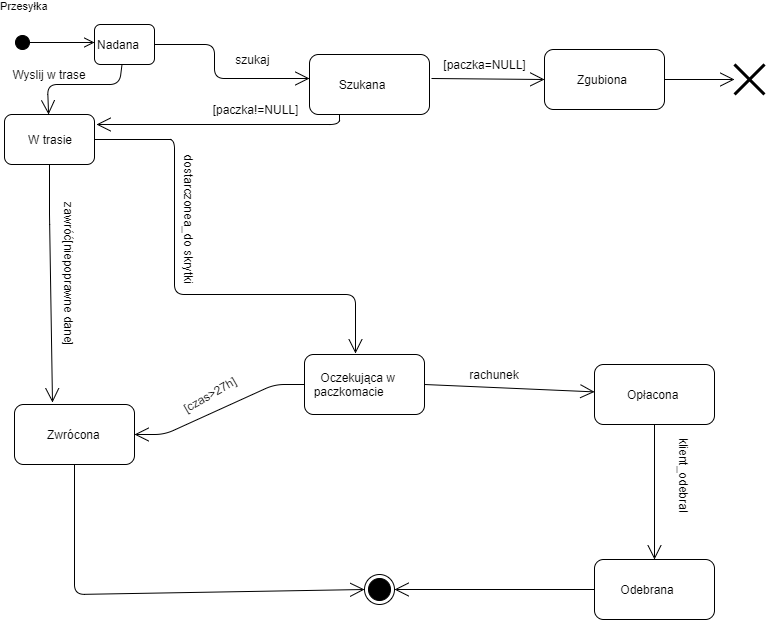 Przesyłka
Nadana
szukaj
Szukana
[paczka=NULL]
Zgubiona
Wyslij w trase
[paczka!=NULL]
W trasie
dostarczonea_do skrytki
zawróć[niepoprawne dane]
Oczekująca w
paczkomacie
rachunek
Opłacona
[czas>27h]
Zwrócona
klient_odebral
Odebrana